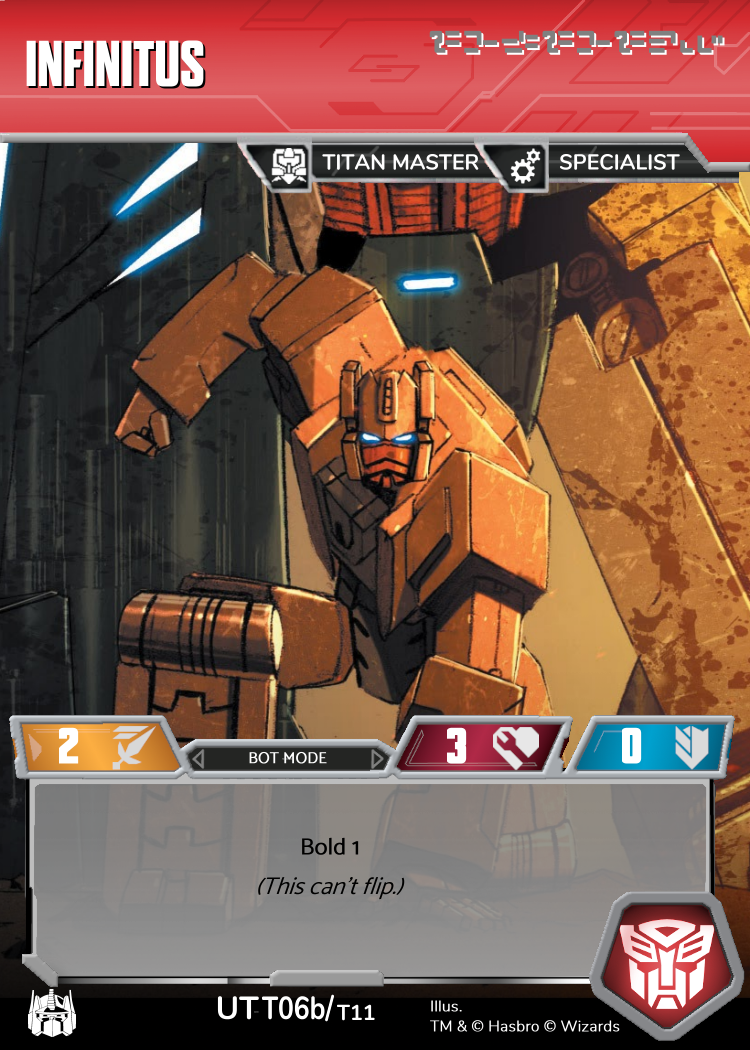 INFINITUS
TITAN MASTER SPECIALIST
2 BOT MODE 3 0
Bold 1
(This can't flip.)
UT T06b/T11
Illus.
TM & © Hasbro © Wizards